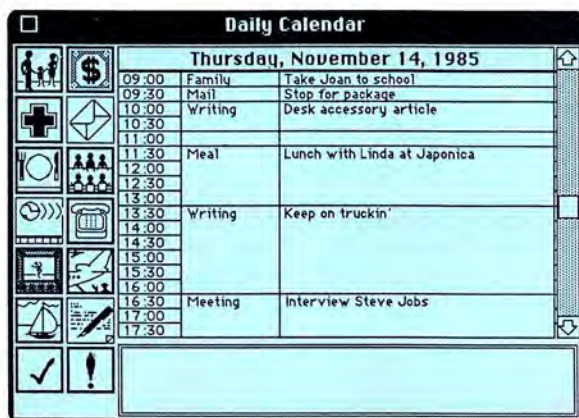 Daily Calendar
Thursday, November 14, 1985
09:00 Family Take Joan to school
09:30 Mail Stop for package
10:00 Writing Desk accessory article
10:30
11:00
11:30 Meal Lunch with Linda at Japonica
12:00
12:30
13:00
13:30 Writing Keep on truckin'
14:00
14:30
15:00
15:30
16:00
16:30 Meeting Interview Steve Jobs
17:00
17:30
$